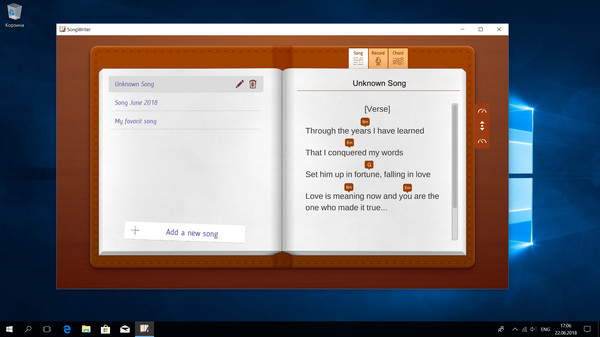 Корзина
SongWriter
Song
Record
Chord
Unknown Song
Song June 2018
My favorit song
Add a new song
Unknown Song
[Verse]
Em
Through the years I have learned
Em
That I conquered my words
G
Set him up in fortune, falling in love
Em Em
Love is meaning now and you are the
one who made it true...
ENG
17:06
22.06.2018